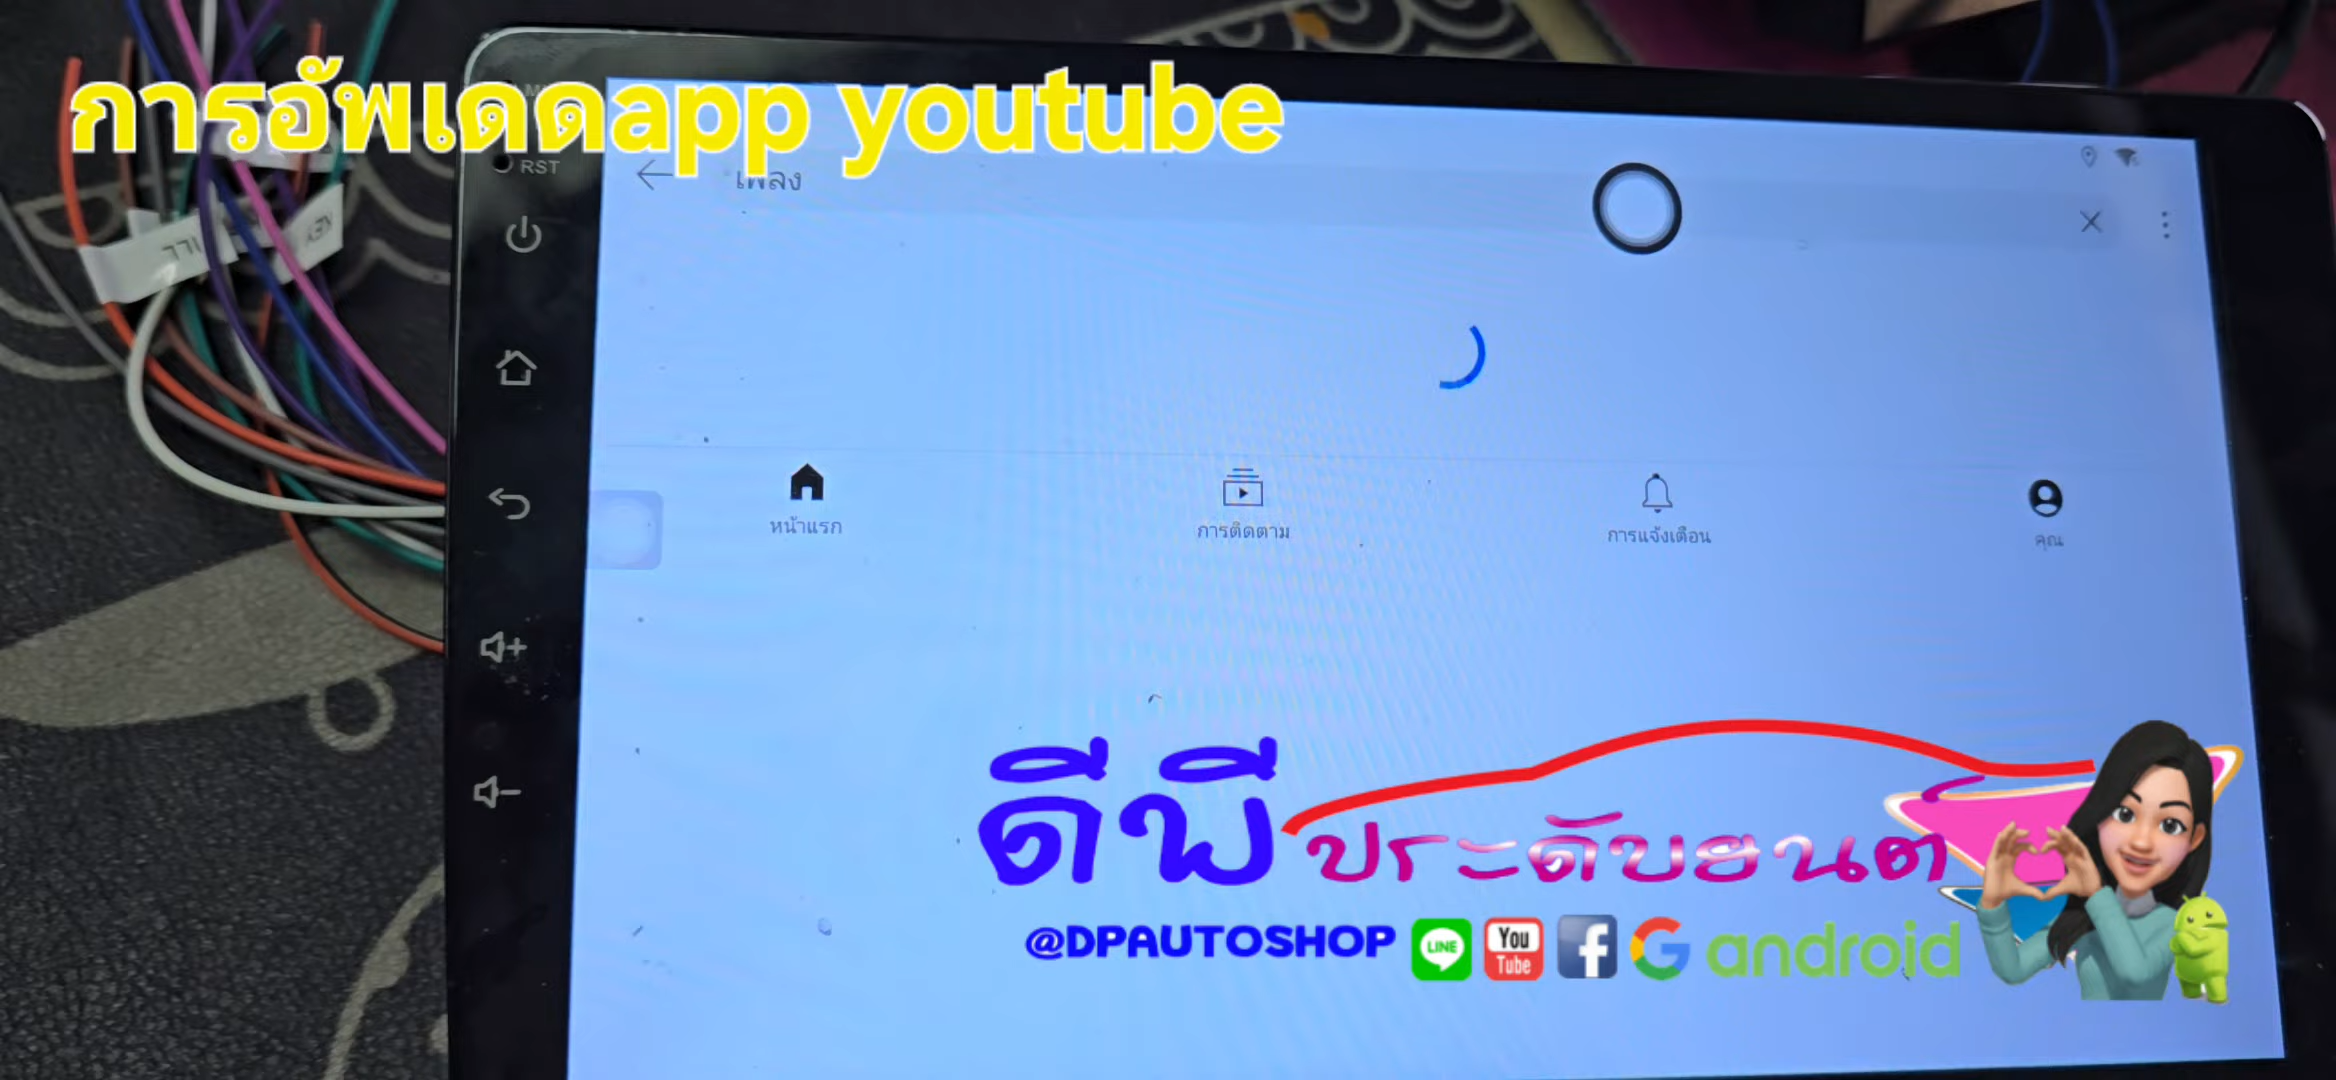 การอัพเดดapp youtube
RST
เพลง
หน้าแรก
การติดตาม
การแจ้งเตือน
คุณ
ดีพี ประดับยนต์
@DPAUTOSHOP LINE You Tube f G android
KEY